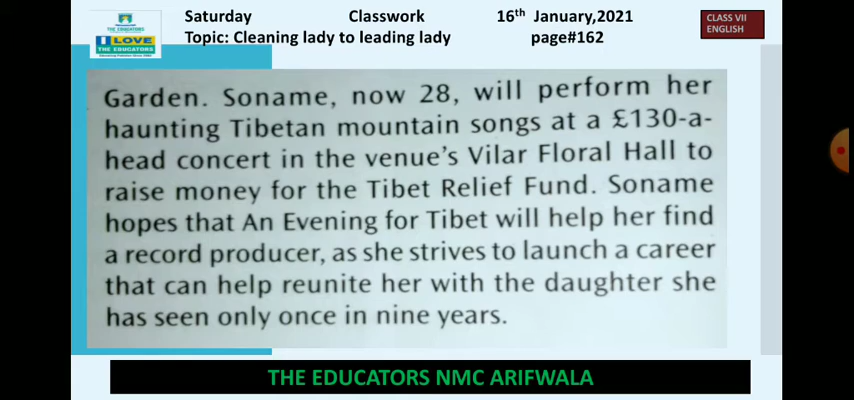 Saturday Classwork 16th January,2021
Topic: Cleaning lady to leading lady page#162
CLASS VII
ENGLISH
THE EDUCATORS
I LOVE
THE EDUCATORS
Garden. Soname, now 28, will perform her
haunting Tibetan mountain songs at a £130-a-
head concert in the venue's Vilar Floral Hall to
raise money for the Tibet Relief Fund. Soname
hopes that An Evening for Tibet will help her find
a record producer, as she strives to launch a career
that can help reunite her with the daughter she
has seen only once in nine years.
THE EDUCATORS NMC ARIFWALA